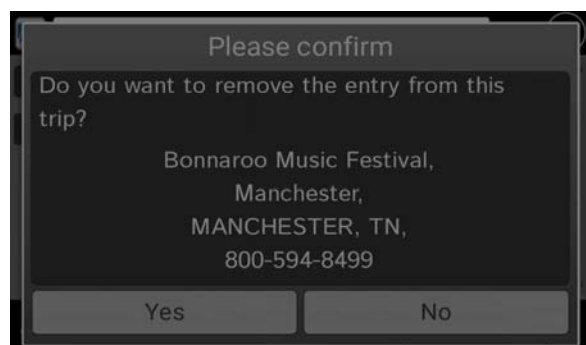 Please confirm
Do you want to remove the entry from this
trip?
Bonnaroo Music Festival,
Manchester,
MANCHESTER, TN,
800-594-8499
Yes
No